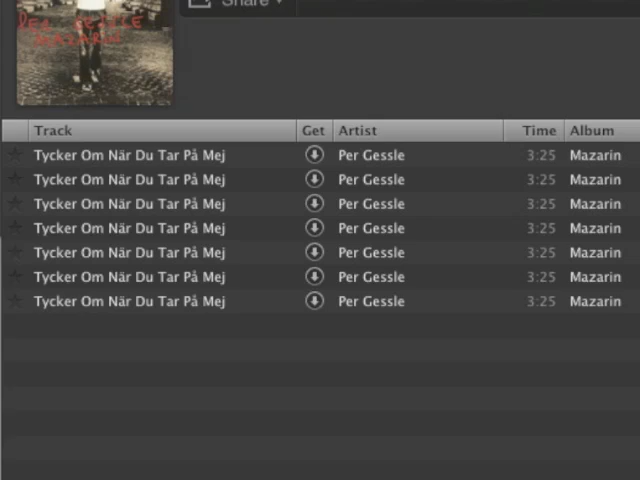 Share
PER GESSLE
MAZARIN
Track Get Artist Time Album
Tycker Om När Du Tar På Mej Per Gessle 3:25 Mazarin
Tycker Om När Du Tar På Mej Per Gessle 3:25 Mazarin
Tycker Om När Du Tar På Mej Per Gessle 3:25 Mazarin
Tycker Om När Du Tar På Mej Per Gessle 3:25 Mazarin
Tycker Om När Du Tar På Mej Per Gessle 3:25 Mazarin
Tycker Om När Du Tar På Mej Per Gessle 3:25 Mazarin
Tycker Om När Du Tar På Mej Per Gessle 3:25 Mazarin